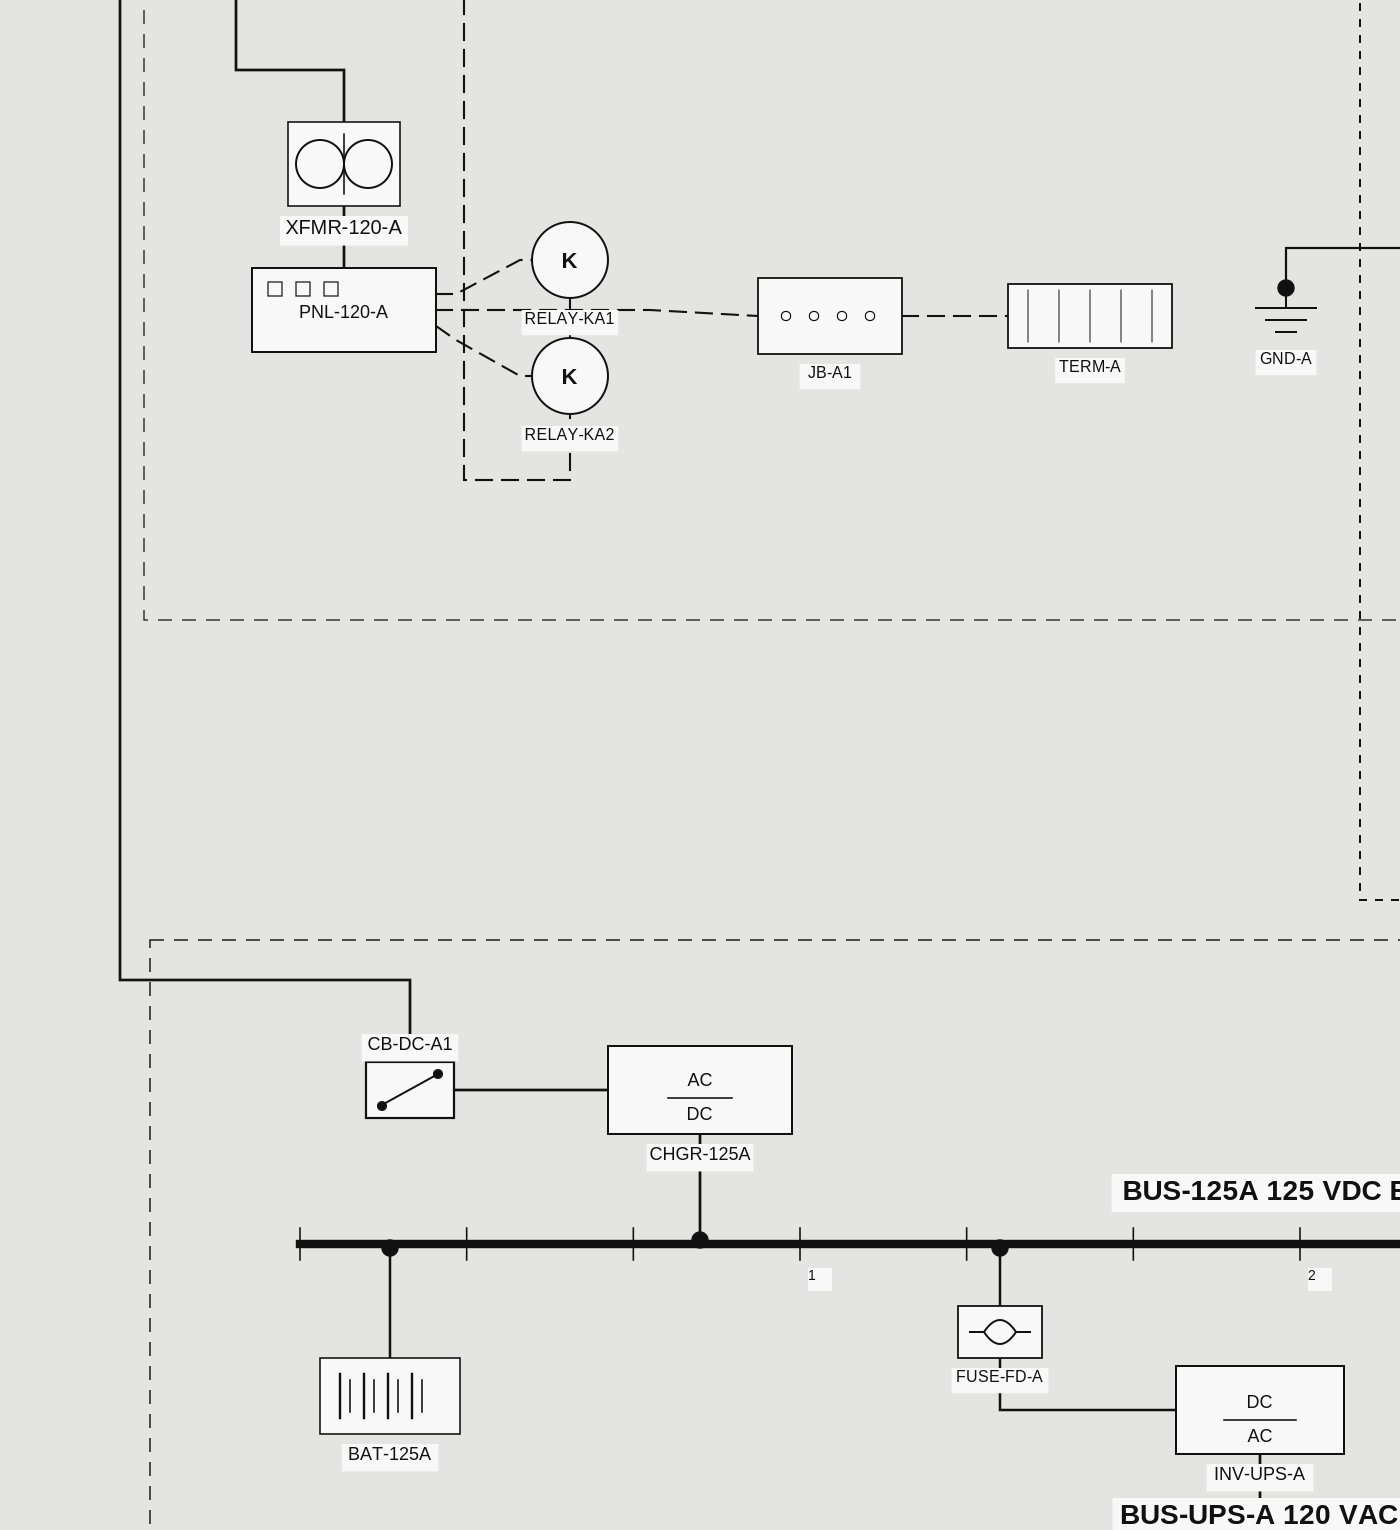 XFMR-120-A
PNL-120-A
K
RELAY-KA1
K
RELAY-KA2
JB-A1
TERM-A
GND-A
CB-DC-A1
AC
DC
CHGR-125A
BUS-125A 125 VDC
1
2
FUSE-FD-A
BAT-125A
DC
AC
INV-UPS-A
BUS-UPS-A 120 VAC